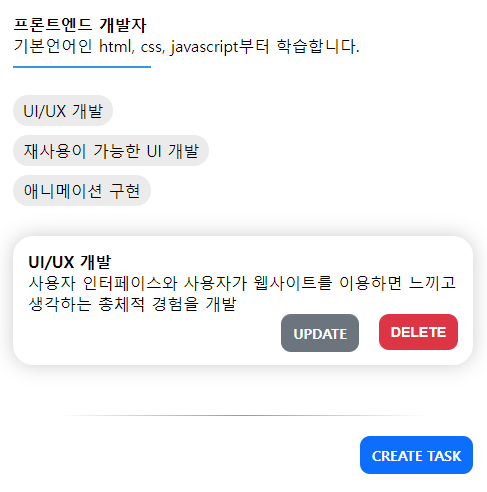 프론트엔드 개발자
기본언어인 html, css, javascript부터 학습합니다.
UI/UX 개발
재사용이 가능한 UI 개발
애니메이션 구현
UI/UX 개발
사용자 인터페이스와 사용자가 웹사이트를 이용하면 느끼고
생각하는 총체적 경험을 개발
UPDATE DELETE
CREATE TASK